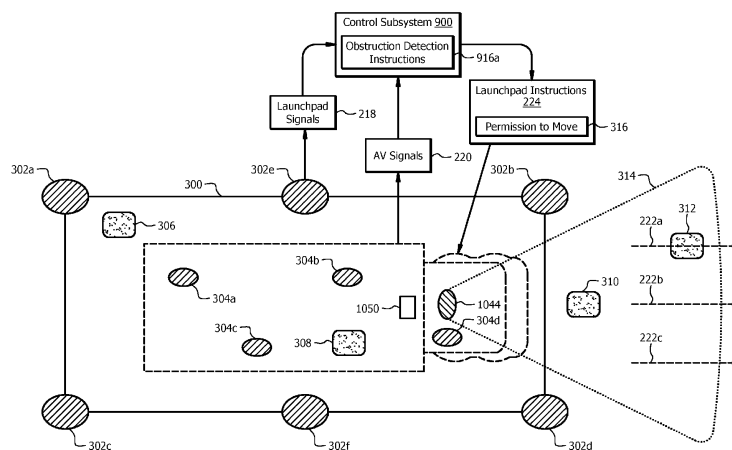 Control Subsystem 900
Obstruction Detection
Instructions
916a
Launchpad
Signals
218
AV Signals
220
Launchpad Instructions
224
Permission to Move
316
302a
302e
302b
300
314
306
222a
312
304a
304b
310
222b
1050
1044
304c
308
304d
222c
302c
302f
302d